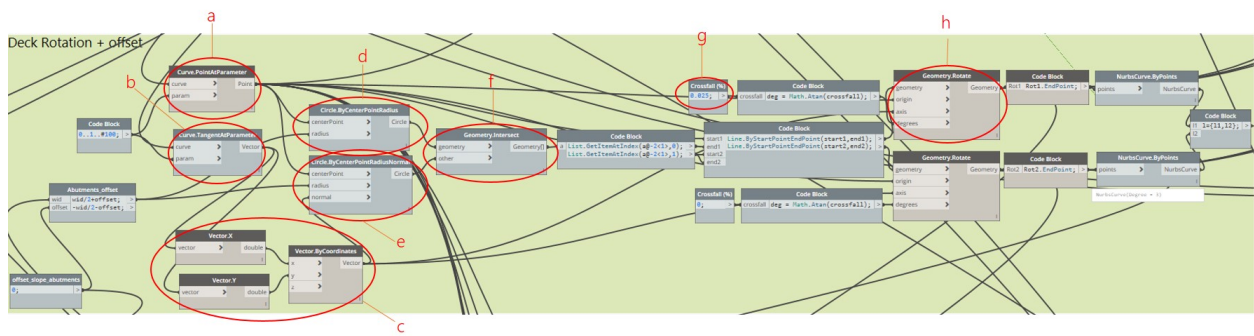 Deck Rotation + offset
a
b
c
d
e
f
g
h
Curve.PointAtParameter
curve > Point
param >
Code Block
0..1..#100; >
Curve.TangentAtParameter
curve > Vector
param >
Abutments_offset
wid wid/2+offset; >
offset -wid/2-offset; >
offset_slope_abutments
0; >
Vector.X
vector > double
Vector.Y
vector > double
Vector.ByCoordinates
x > Vector
y >
z >
Circle.ByCenterPointRadius
centerPoint > Circle
radius >
Circle.ByCenterPointRadiusNormal
centerPoint > Circle
radius >
normal >
Geometry.Intersect
geometry > Geometry[]
other >
Code Block
a List.GetItemAtIndex(a@-2<1>,0); >
List.GetItemAtIndex(a@-2<1>,1); >
Crossfall (%)
0.025; >
Code Block
crossfall deg = Math.Atan(crossfall); >
Code Block
start1 Line.ByStartPointEndPoint(start1,end1); >
end1 Line.ByStartPointEndPoint(start2,end2); >
start2
end2
Crossfall (%)
0; >
Code Block
crossfall deg = Math.Atan(crossfall); >
Geometry.Rotate
geometry > Geometry
origin >
axis >
degrees >
Code Block
Rot1 Rot1.EndPoint; >
NurbsCurve.ByPoints
points > NurbsCurve
Geometry.Rotate
geometry > Geometry
origin >
axis >
degrees >
Code Block
Rot2 Rot2.EndPoint; >
NurbsCurve.ByPoints
points > NurbsCurve
Code
l1 l={l1,l2};
l2